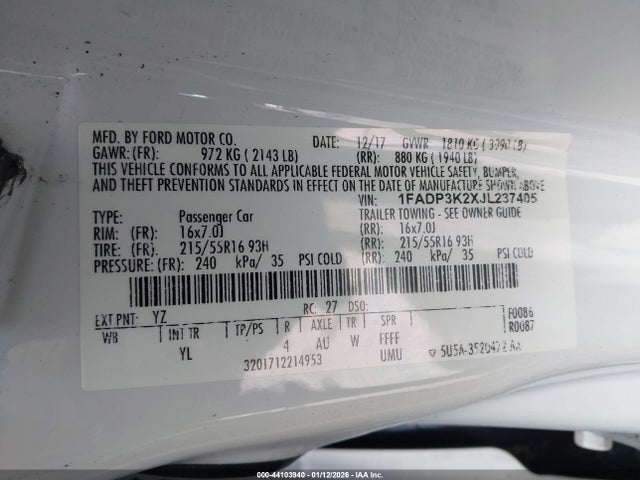 MFD. BY FORD MOTOR CO. DATE: 12/17 GVWR: 1810 KG
GAWR: (FR): 972 KG ( 2143 LB) (RR): 880 KG ( 1940 LB)
THIS VEHICLE CONFORMS TO ALL APPLICABLE FEDERAL MOTOR VEHICLE SAFETY, BUMPER,
AND THEFT PREVENTION STANDARDS IN EFFECT ON THE DATE OF MANUFACTURE SHOWN ABOVE
VIN: 1FADP3K2XJL237405
TYPE: Passenger Car TRAILER TOWING - SEE OWNER GUIDE
RIM: (FR) 16x7.0J (RR): 16x7.0J
TIRE: (FR) 215/55R16 93H (RR): 215/55R16 93H
PRESSURE: (FR): 240 kPa/ 35 PSI COLD (RR): 240 kPa/ 35 PSI COLD
RC: 27 DSO:
EXT PNT: YZ F0086
R0087
WB INT TR TP/PS R AXLE TR SPR
YL 4 AU W FFFF
UMU
3201712214953
000-44103940 - 01/12/2026 - IAA Inc.